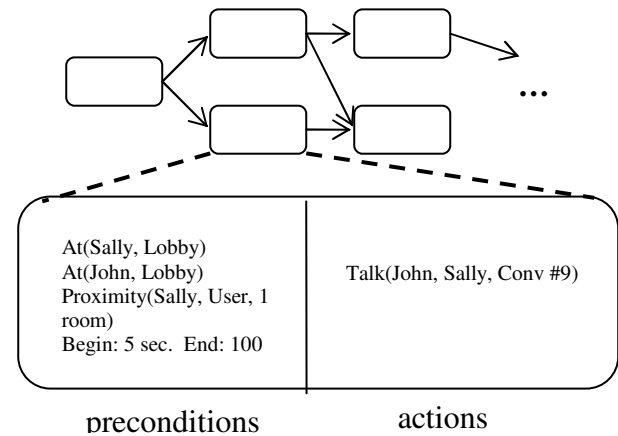 ...
At(Sally, Lobby)
At(John, Lobby)
Proximity(Sally, User, 1
room)
Begin: 5 sec.  End: 100
Talk(John, Sally, Conv #9)
preconditions
actions